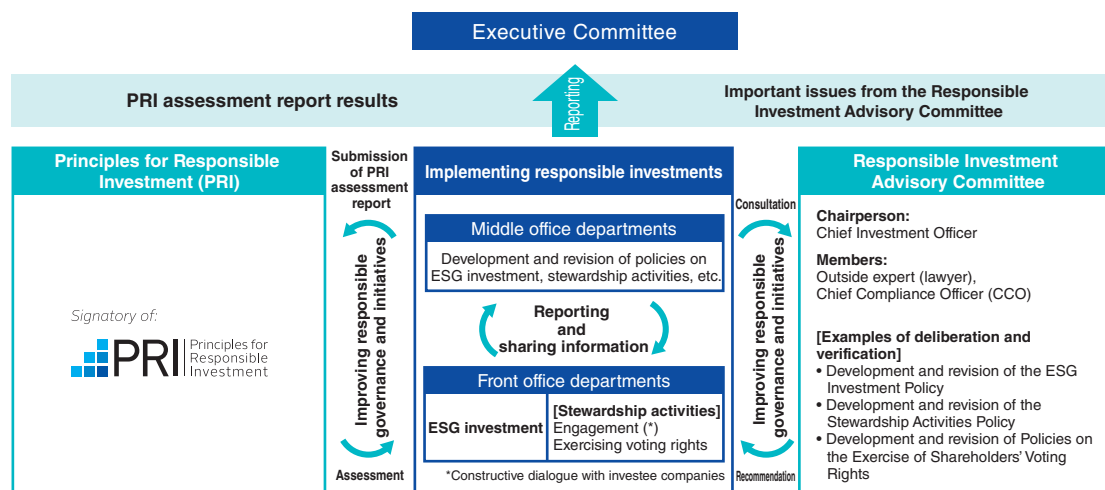 Executive Committee
Reporting
PRI assessment report results
Important issues from the Responsible
Investment Advisory Committee
Principles for Responsible
Investment (PRI)
Signatory of:
PRI
Principles for
Responsible
Investment
Submission
of PRI
assessment
report
Improving responsible
governance and initiatives
Assessment
Implementing responsible investments
Middle office departments
Development and revision of policies on
ESG investment, stewardship activities, etc.
Reporting
and
sharing information
Front office departments
ESG investment
[Stewardship activities]
Engagement (*)
Exercising voting rights
*Constructive dialogue with investee companies
Consultation
Improving responsible
governance and initiatives
Recommendation
Responsible Investment
Advisory Committee
Chairperson:
Chief Investment Officer
Members:
Outside expert (lawyer),
Chief Compliance Officer (CCO)
[Examples of deliberation and
verification]
• Development and revision of the ESG
Investment Policy
• Development and revision of the
Stewardship Activities Policy
• Development and revision of Policies on
the Exercise of Shareholders' Voting
Rights